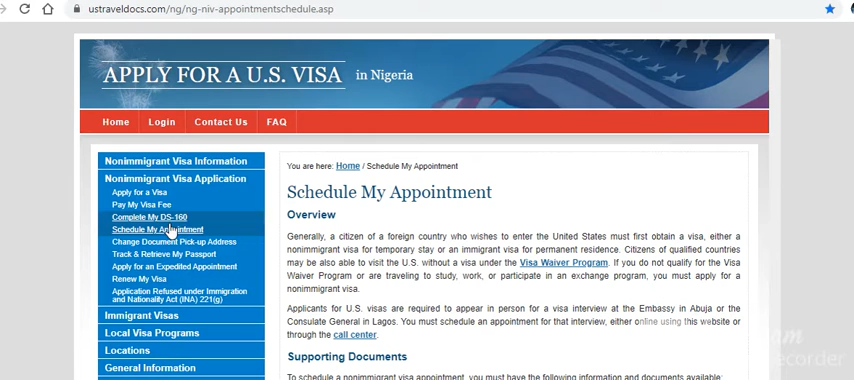 ustraveldocs.com/ng/ng-niv-appointmentschedule.asp
APPLY FOR A U.S. VISA in Nigeria
Home Login Contact Us FAQ
Nonimmigrant Visa Information
Nonimmigrant Visa Application
Apply for a Visa
Pay My Visa Fee
Complete My DS-160
Schedule My Appointment
Change Document Pick-up Address
Track & Retrieve My Passport
Apply for an Expedited Appointment
Renew My Visa
Application Refused under Immigration
and Nationality Act (INA) 221(g)
Immigrant Visas
Local Visa Programs
Locations
General Information
You are here: Home / Schedule My Appointment
Schedule My Appointment
Overview
Generally, a citizen of a foreign country who wishes to enter the United States must first obtain a visa, either a
nonimmigrant visa for temporary stay or an immigrant visa for permanent residence. Citizens of qualified countries
may also be able to visit the U.S. without a visa under the Visa Waiver Program. If you do not qualify for the Visa
Waiver Program or are traveling to study, work, or participate in an exchange program, you must apply for a
nonimmigrant visa.
Applicants for U.S. visas are required to appear in person for a visa interview at the Embassy in Abuja or the
Consulate General in Lagos. You must schedule an appointment for that interview, either online using this website or
through the call center.
Supporting Documents
To schedule a nonimmigrant visa appointment, you must have the following information and documents available: